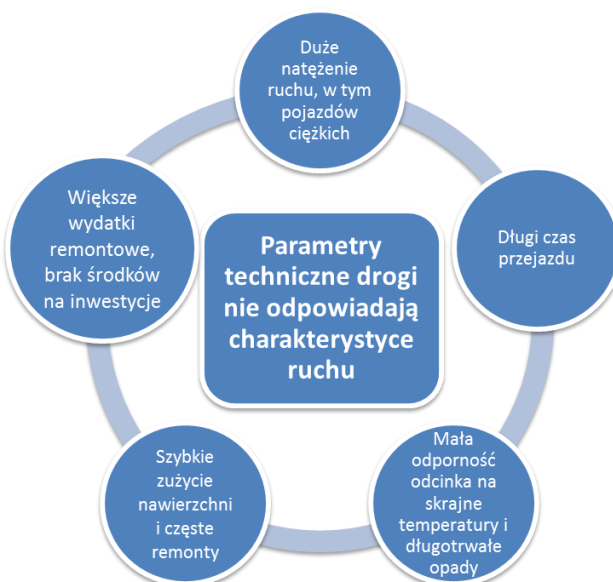 Duże
natężenie
ruchu, w tym
pojazdów
ciężkich
Długi czas
przejazdu
Mała
odporność
odcinka na
skrajne
temperatury i
długotrwałe
opady
Szybkie
zużycie
nawierzchni
i częste
remonty
Większe
wydatki
remontowe,
brak środków
na inwestycje
Parametry
techniczne drogi
nie odpowiadają
charakterystyce
ruchu